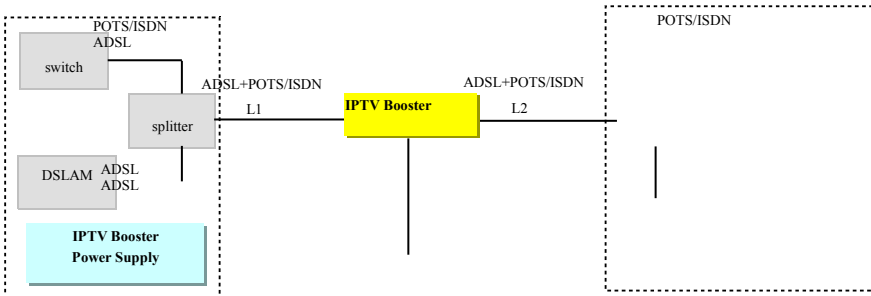 POTS/ISDN
ADSL
switch
ADSL+POTS/ISDN
L1
splitter
DSLAM
ADSL
ADSL
IPTV Booster
Power Supply
IPTV Booster
ADSL+POTS/ISDN
L2
POTS/ISDN